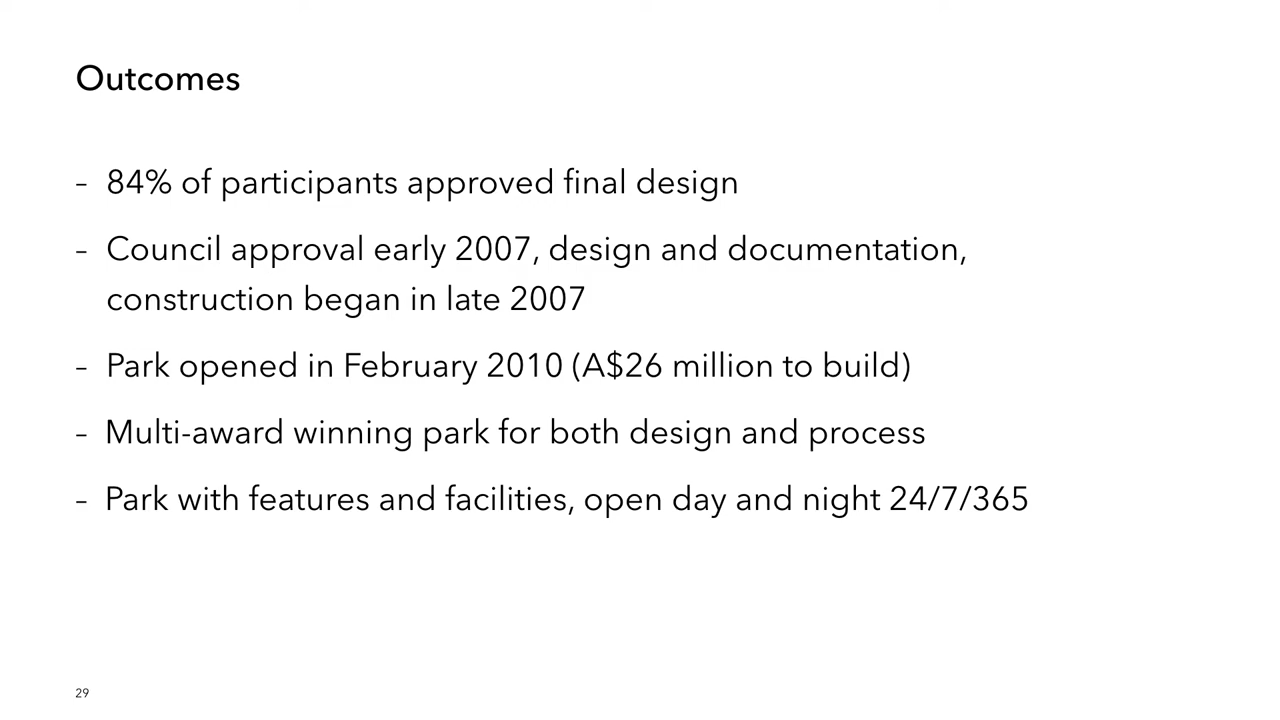 Outcomes
– 84% of participants approved final design
– Council approval early 2007, design and documentation,
construction began in late 2007
– Park opened in February 2010 (A$26 million to build)
– Multi-award winning park for both design and process
– Park with features and facilities, open day and night 24/7/365
29